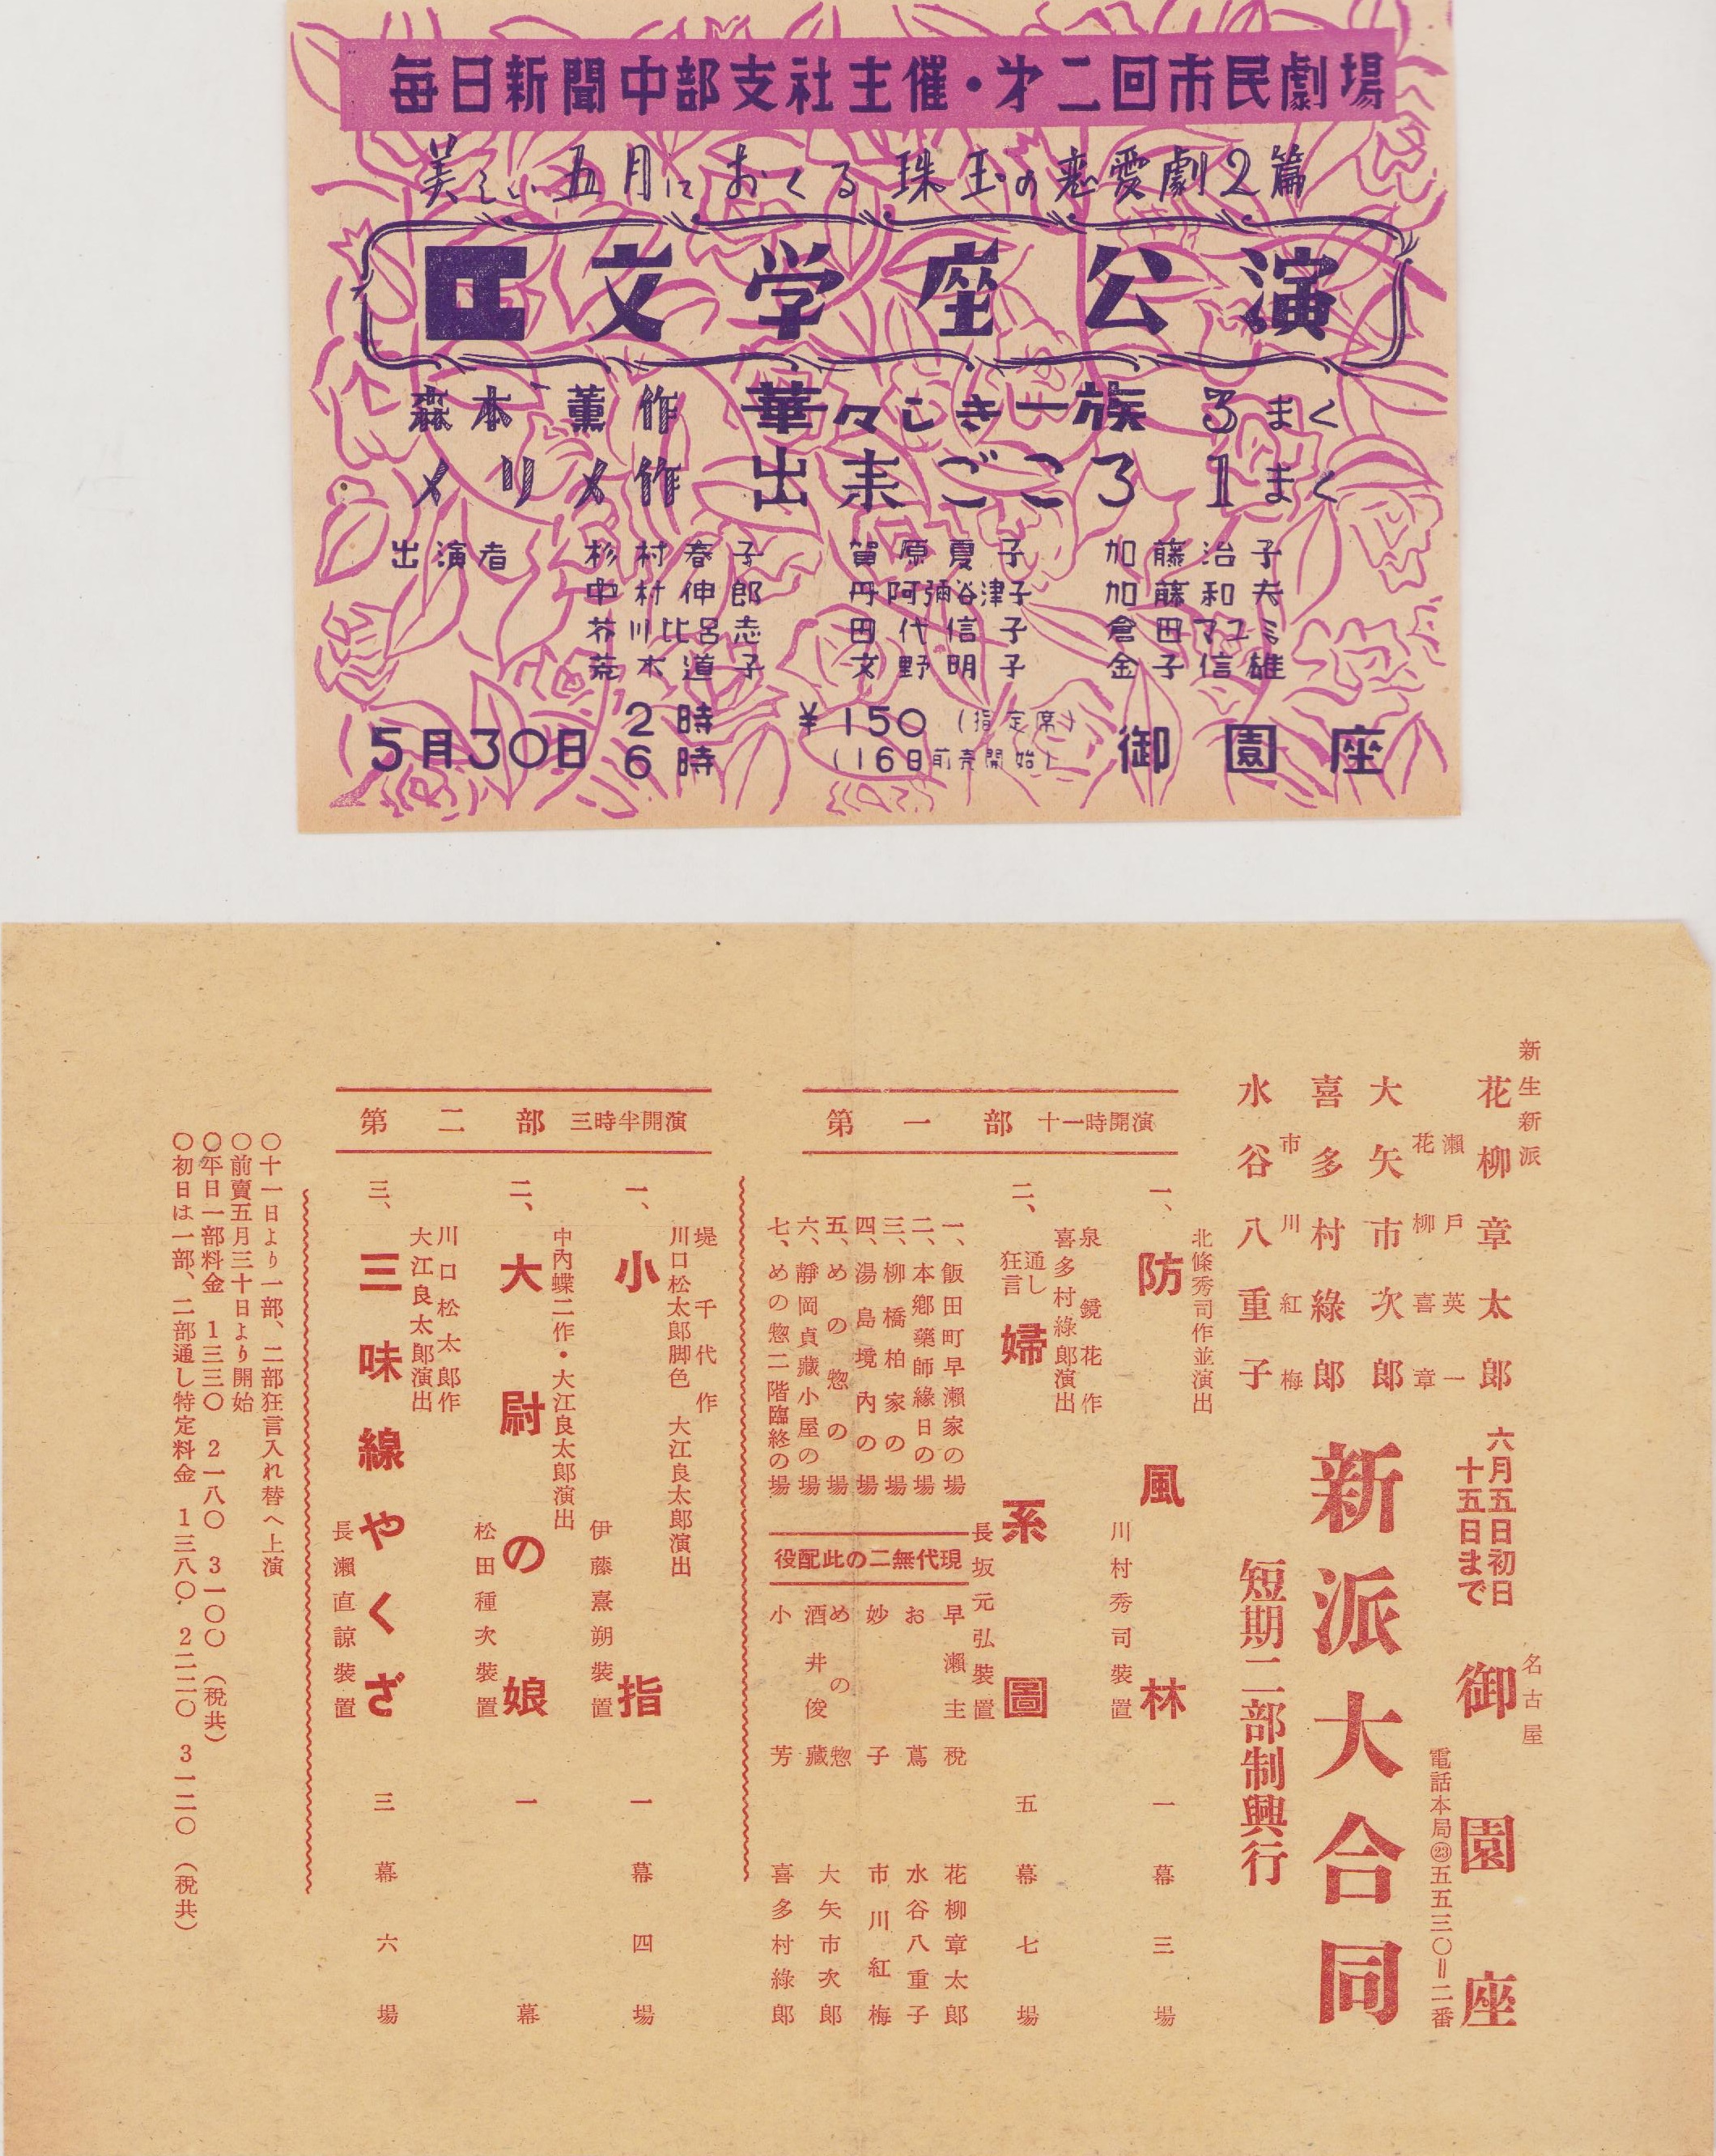 毎日新聞中部支社主催・才二回市民劇場
美しい五月におくる珠玉の恋愛劇2篇
文学座公演
森本薫作 華々しき一族 3まく
メリメ作 出来ごころ 1まく
出演者 杉村春子 賀原夏子 加藤治子
中村伸郎 丹阿彌谷津子 加藤和夫
芥川比呂志 田代信子 倉田マユミ
荒木道子 文野明子 金子信雄
5月30日 2時 6時 ¥150(指定席) (16日前売開始) 御園座
新生新派
花柳章太郎
瀬戸英一
花柳喜章
大矢市次郎
喜多村綠郎
市川紅梅
水谷八重子
六月五日初日
十五日まで
名古屋
御園座
電話本局㉓五五三〇=二番
新派大合同
短期二部制興行
第一部 十一時開演
北條秀司作並演出
一、防風林 一幕三場
川村秀司裝置
泉鏡花作
喜多村綠郎演出
二、通し狂言 婦系圖 五幕七場
長坂元弘裝置
一、飯田町早瀬家の場
二、本郷藥師緣日の場
三、柳橋柏家の場
四、湯島境內の場
五、めの惣の場
六、靜岡貞藏小屋の場
七、めの惣二階臨終の場
現代無二の此配役
早瀬主税 花柳章太郎
お蔦 水谷八重子
妙子 市川紅梅
めの惣
酒井俊藏 大矢市次郎
小芳 喜多村綠郎
第二部 三時半開演
堤千代作
川口松太郎脚色 大江良太郎演出
一、小指 一幕四場
伊藤熹朔裝置
中內蝶二作・大江良太郎演出
二、大尉の娘 一幕
松田種次裝置
川口松太郎作
大江良太郎演出
三、三味線やくざ 三幕六場
長瀬直諒裝置
〇十一日より一部、二部狂言入れ替へ上演
〇前賣五月三十日より開始
〇平日一部料金 1三三〇 2一八〇 3一〇〇 (税共)
〇初日は一部、二部通し特定料金 1三八〇 2二二〇 3一二〇 (税共)